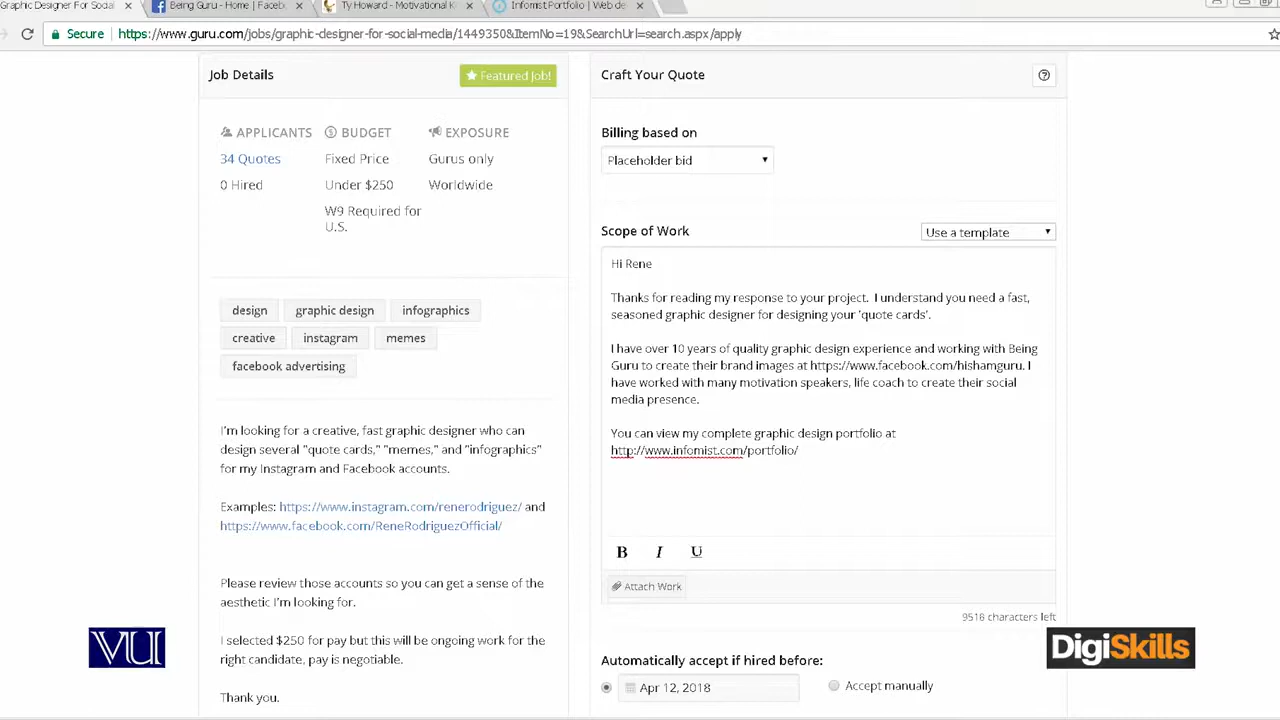 Graphic Designer For Social
Being Guru - Home | Faceb
Ty Howard - Motivational K
Infomist Portfolio | Web de
Secure
https://www.guru.com/jobs/graphic-designer-for-social-media/1449350&ItemNo=19&SearchUrl=search.aspx/apply
Job Details
Featured Job!
APPLICANTS BUDGET EXPOSURE
34 Quotes Fixed Price Gurus only
0 Hired Under $250 Worldwide
W9 Required for
U.S.
design graphic design infographics
creative instagram memes
facebook advertising
I'm looking for a creative, fast graphic designer who can
design several "quote cards," "memes," and "infographics"
for my Instagram and Facebook accounts.
Examples: https://www.instagram.com/renerodriguez/ and
https://www.facebook.com/ReneRodriguezOfficial/
Please review those accounts so you can get a sense of the
aesthetic I'm looking for.
I selected $250 for pay but this will be ongoing work for the
right candidate, pay is negotiable.
Thank you.
Craft Your Quote
Billing based on
Placeholder bid
Scope of Work
Use a template
Hi Rene
Thanks for reading my response to your project. I understand you need a fast,
seasoned graphic designer for designing your 'quote cards'.
I have over 10 years of quality graphic design experience and working with Being
Guru to create their brand images at https://www.facebook.com/hishamguru. I
have worked with many motivation speakers, life coach to create their social
media presence.
You can view my complete graphic design portfolio at
http://www.infomist.com/portfolio/
B I U
Attach Work
9518 characters left
Automatically accept if hired before:
Apr 12, 2018
Accept manually
VU
DigiSkills